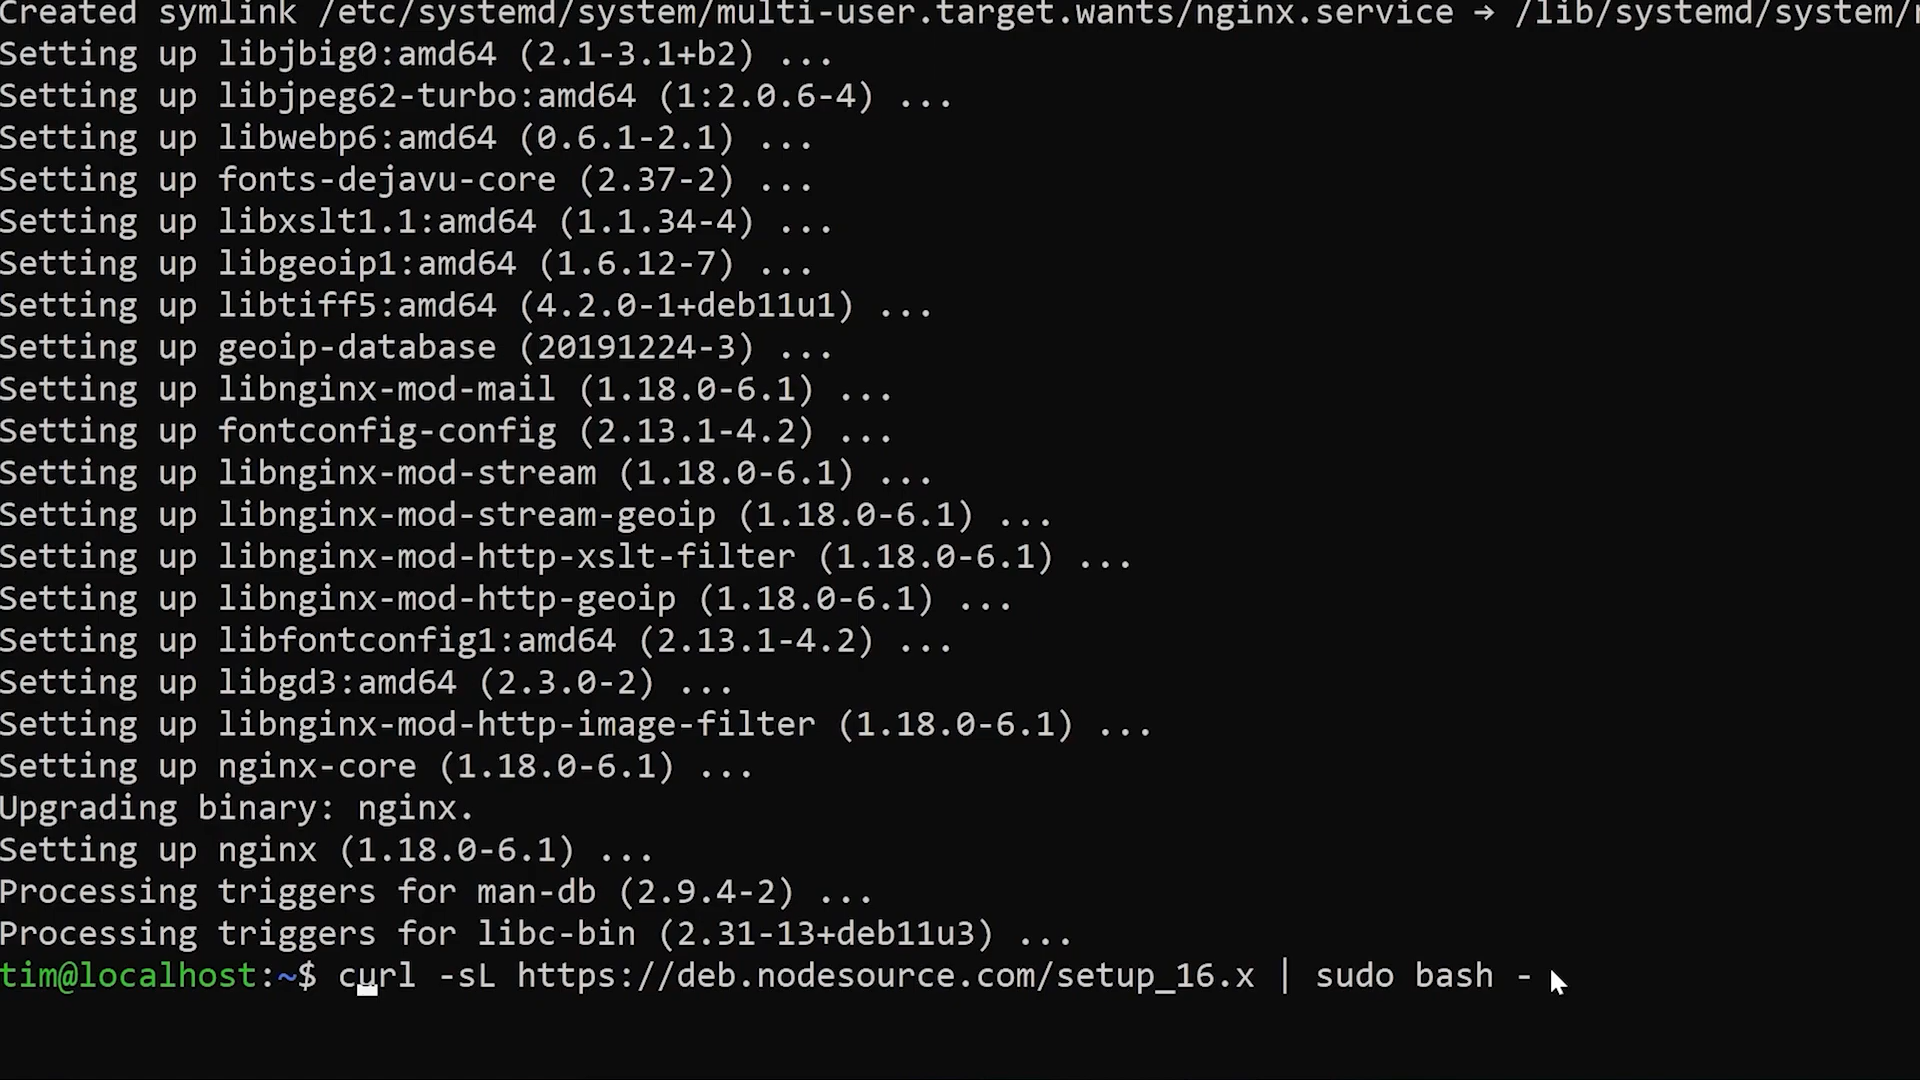 Created symlink /etc/systemd/system/multi-user.target.wants/nginx.service → /lib/systemd/system/
Setting up libjbig0:amd64 (2.1-3.1+b2) ...
Setting up libjpeg62-turbo:amd64 (1:2.0.6-4) ...
Setting up libwebp6:amd64 (0.6.1-2.1) ...
Setting up fonts-dejavu-core (2.37-2) ...
Setting up libxslt1.1:amd64 (1.1.34-4) ...
Setting up libgeoip1:amd64 (1.6.12-7) ...
Setting up libtiff5:amd64 (4.2.0-1+deb11u1) ...
Setting up geoip-database (20191224-3) ...
Setting up libnginx-mod-mail (1.18.0-6.1) ...
Setting up fontconfig-config (2.13.1-4.2) ...
Setting up libnginx-mod-stream (1.18.0-6.1) ...
Setting up libnginx-mod-stream-geoip (1.18.0-6.1) ...
Setting up libnginx-mod-http-xslt-filter (1.18.0-6.1) ...
Setting up libnginx-mod-http-geoip (1.18.0-6.1) ...
Setting up libfontconfig1:amd64 (2.13.1-4.2) ...
Setting up libgd3:amd64 (2.3.0-2) ...
Setting up libnginx-mod-http-image-filter (1.18.0-6.1) ...
Setting up nginx-core (1.18.0-6.1) ...
Upgrading binary: nginx.
Setting up nginx (1.18.0-6.1) ...
Processing triggers for man-db (2.9.4-2) ...
Processing triggers for libc-bin (2.31-13+deb11u3) ...
tim@localhost:~$ curl -sL https://deb.nodesource.com/setup_16.x | sudo bash -